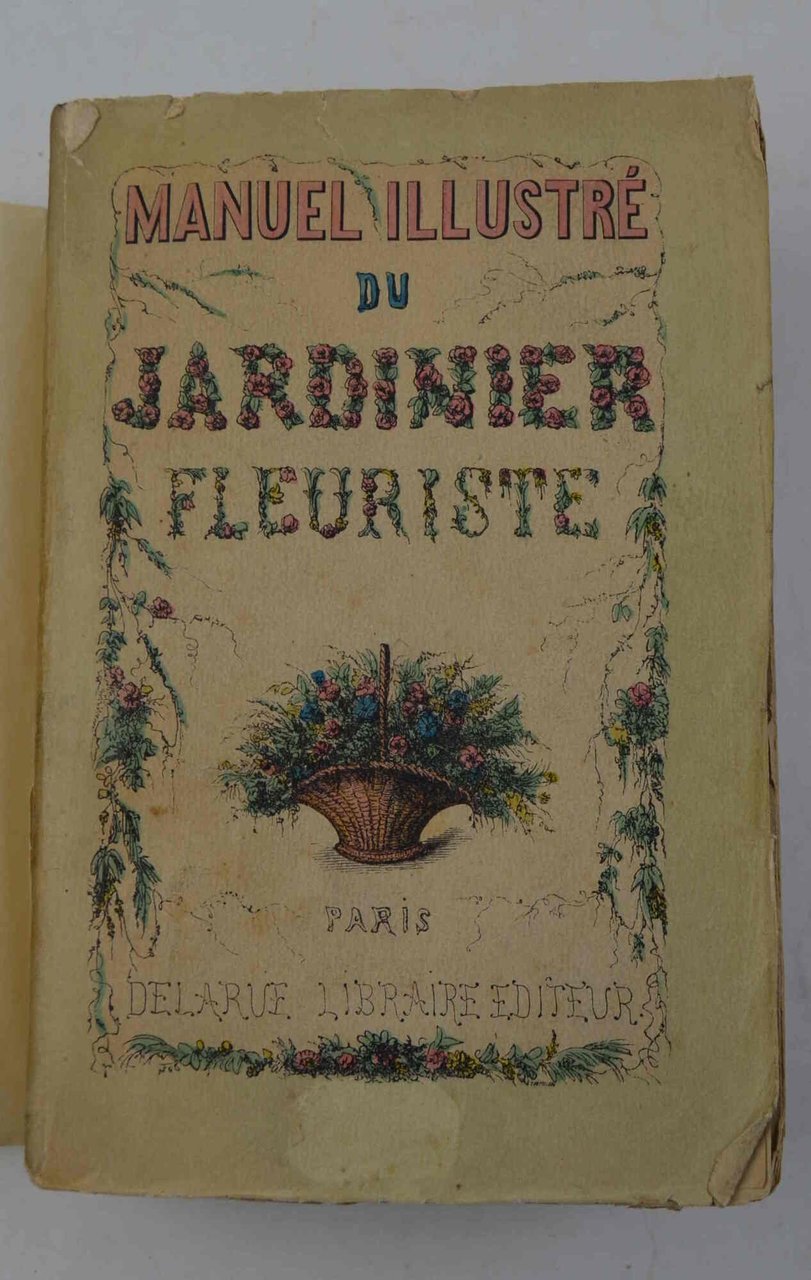 MANUEL ILLUSTRÉ
DU
JARDINIER
FLEURISTE
PARIS
DELARUE LIBRAIRE EDITEUR.